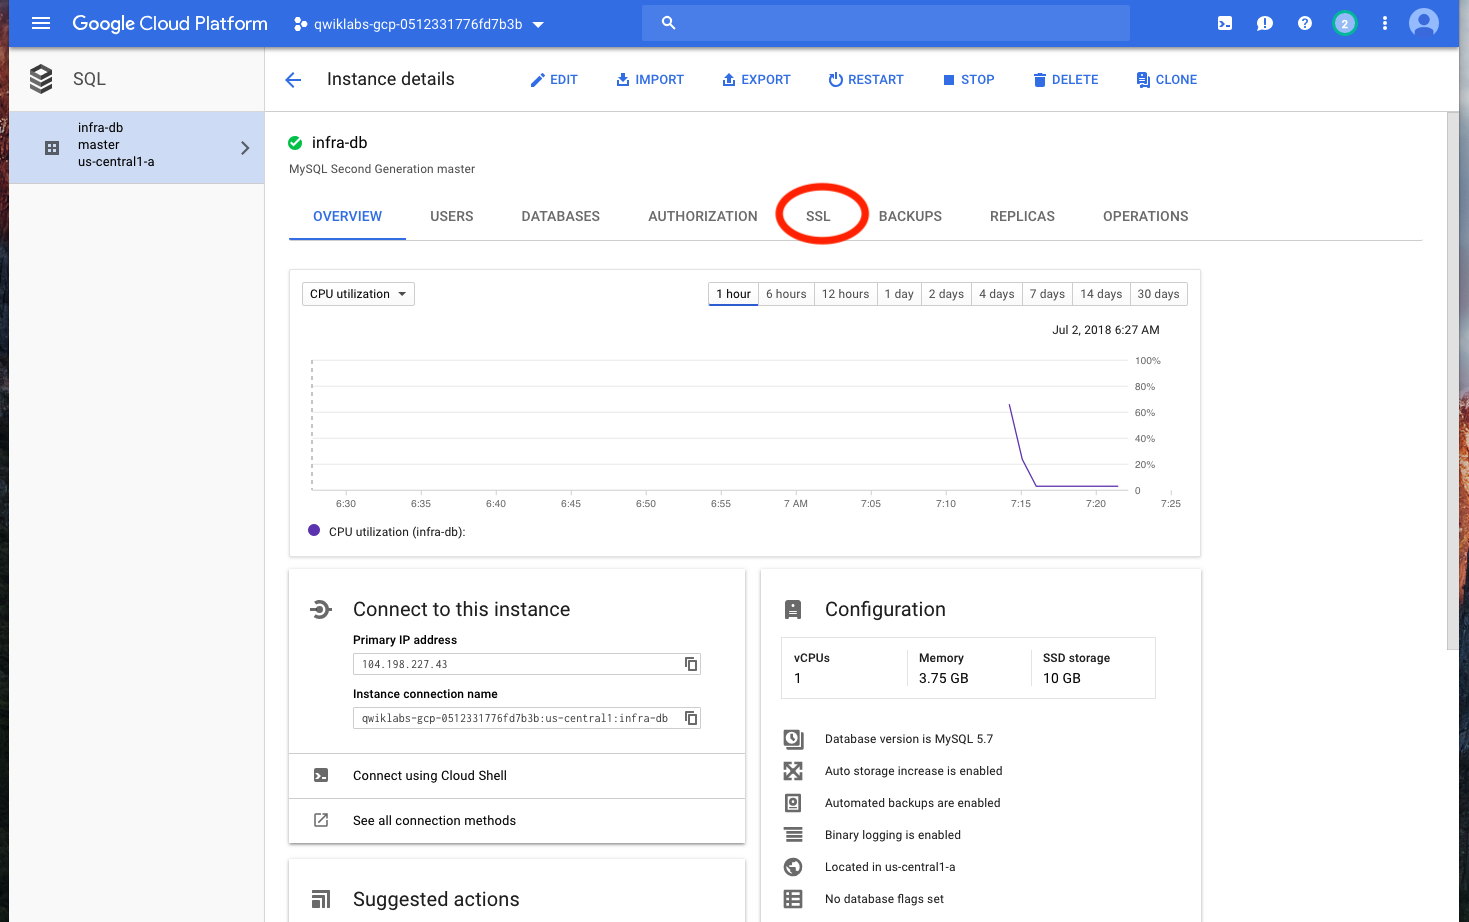 Google Cloud Platform
qwiklabs-gcp-0512331776fd7b3b
2
SQL
Instance details
EDIT
IMPORT
EXPORT
RESTART
STOP
DELETE
CLONE
infra-db
master
us-central1-a
infra-db
MySQL Second Generation master
OVERVIEW
USERS
DATABASES
AUTHORIZATION
SSL
BACKUPS
REPLICAS
OPERATIONS
CPU utilization
1 hour
6 hours
12 hours
1 day
2 days
4 days
7 days
14 days
30 days
Jul 2, 2018 6:27 AM
100%
80%
60%
40%
20%
0
6:30
6:35
6:40
6:45
6:50
6:55
7 AM
7:05
7:10
7:15
7:20
7:25
CPU utilization (infra-db):
Connect to this instance
Primary IP address
104.198.227.43
Instance connection name
qwiklabs-gcp-0512331776fd7b3b:us-central1:infra-db
Connect using Cloud Shell
See all connection methods
Suggested actions
Configuration
vCPUs
1
Memory
3.75 GB
SSD storage
10 GB
Database version is MySQL 5.7
Auto storage increase is enabled
Automated backups are enabled
Binary logging is enabled
Located in us-central1-a
No database flags set